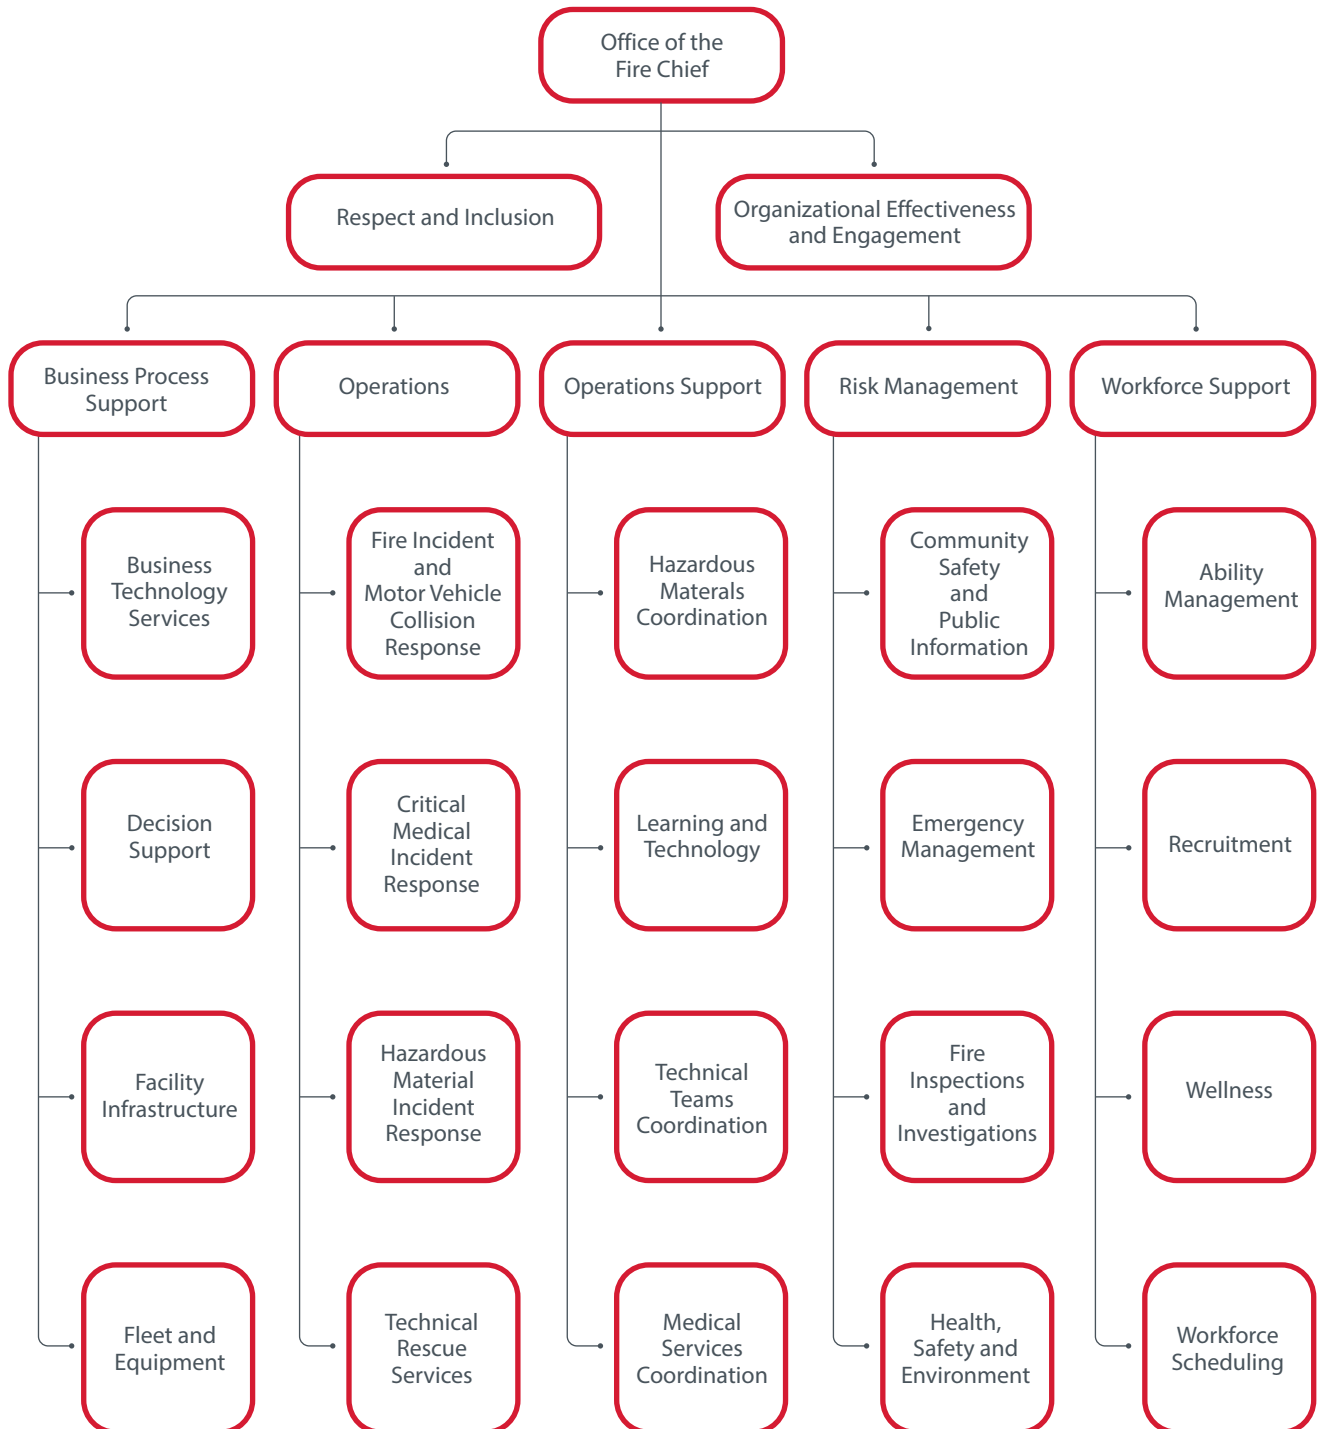 Office of the
Fire Chief
Respect and Inclusion
Organizational Effectiveness
and Engagement
Business Process
Support
Operations
Operations Support
Risk Management
Workforce Support
Business
Technology
Services
Fire Incident
and
Motor Vehicle
Collision
Response
Hazardous
Materals
Coordination
Community
Safety
and
Public
Information
Ability
Management
Decision
Support
Critical
Medical
Incident
Response
Learning and
Technology
Emergency
Management
Recruitment
Facility
Infrastructure
Hazardous
Material
Incident
Response
Technical
Teams
Coordination
Fire
Inspections
and
Investigations
Wellness
Fleet and
Equipment
Technical
Rescue
Services
Medical
Services
Coordination
Health,
Safety and
Environment
Workforce
Scheduling